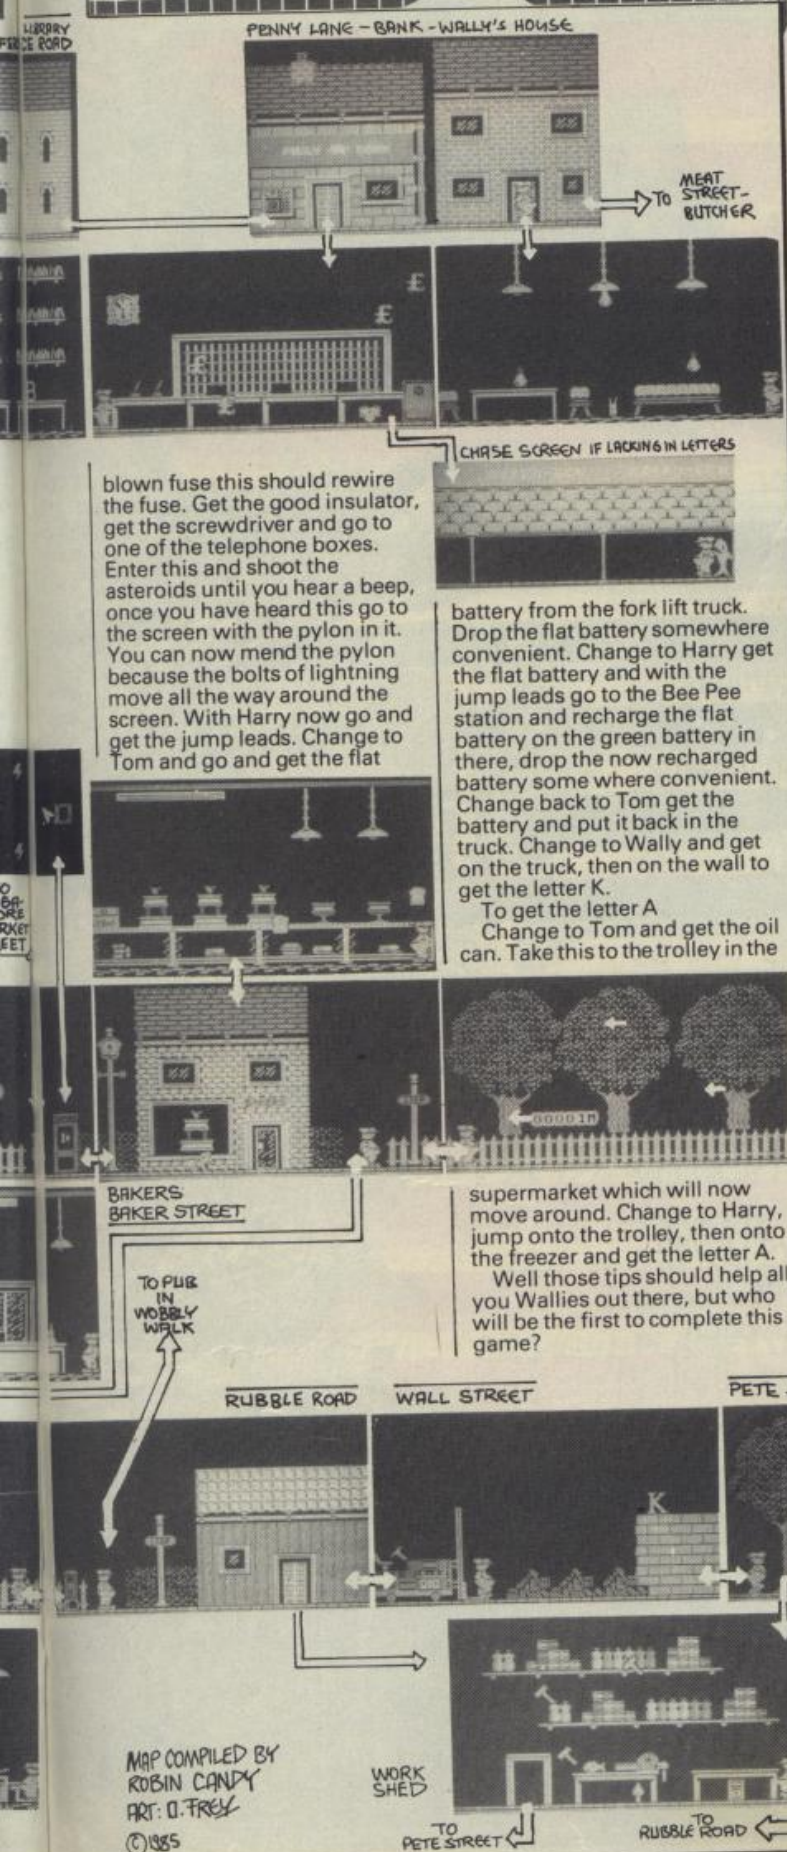 LIBRARY
ROAD
PENNY LANE - BANK - WALLY'S HOUSE
TO MEAT
STREET-
BUTCHER
£
£
£
£
CHASE SCREEN IF LACKING IN LETTERS
blown fuse this should rewire
the fuse. Get the good insulator,
get the screwdriver and go to
one of the telephone boxes.
Enter this and shoot the
asteroids until you hear a beep,
once you have heard this go to
the screen with the pylon in it.
You can now mend the pylon
because the bolts of lightning
move all the way around the
screen. With Harry now go and
get the jump leads. Change to
Tom and go and get the flat
battery from the fork lift truck.
Drop the flat battery somewhere
convenient. Change to Harry get
the flat battery and with the
jump leads go to the Bee Pee
station and recharge the flat
battery on the green battery in
there, drop the now recharged
battery some where convenient.
Change back to Tom get the
battery and put it back in the
truck. Change to Wally and get
on the truck, then on the wall to
get the letter K.
To get the letter A
Change to Tom and get the oil
can. Take this to the trolley in the
00001M
BAKERS
BAKER STREET
supermarket which will now
move around. Change to Harry,
jump onto the trolley, then onto
the freezer and get the letter A.
Well those tips should help all
you Wallies out there, but who
will be the first to complete this
game?
TO PUB
IN
WOBBLY
WALK
RUBBLE ROAD
WALL STREET
PETE
K
MAP COMPILED BY
ROBIN CANDY
ART: O. FREY
©1985
WORK
SHED
TO
PETE STREET
TO
RUBBLE ROAD